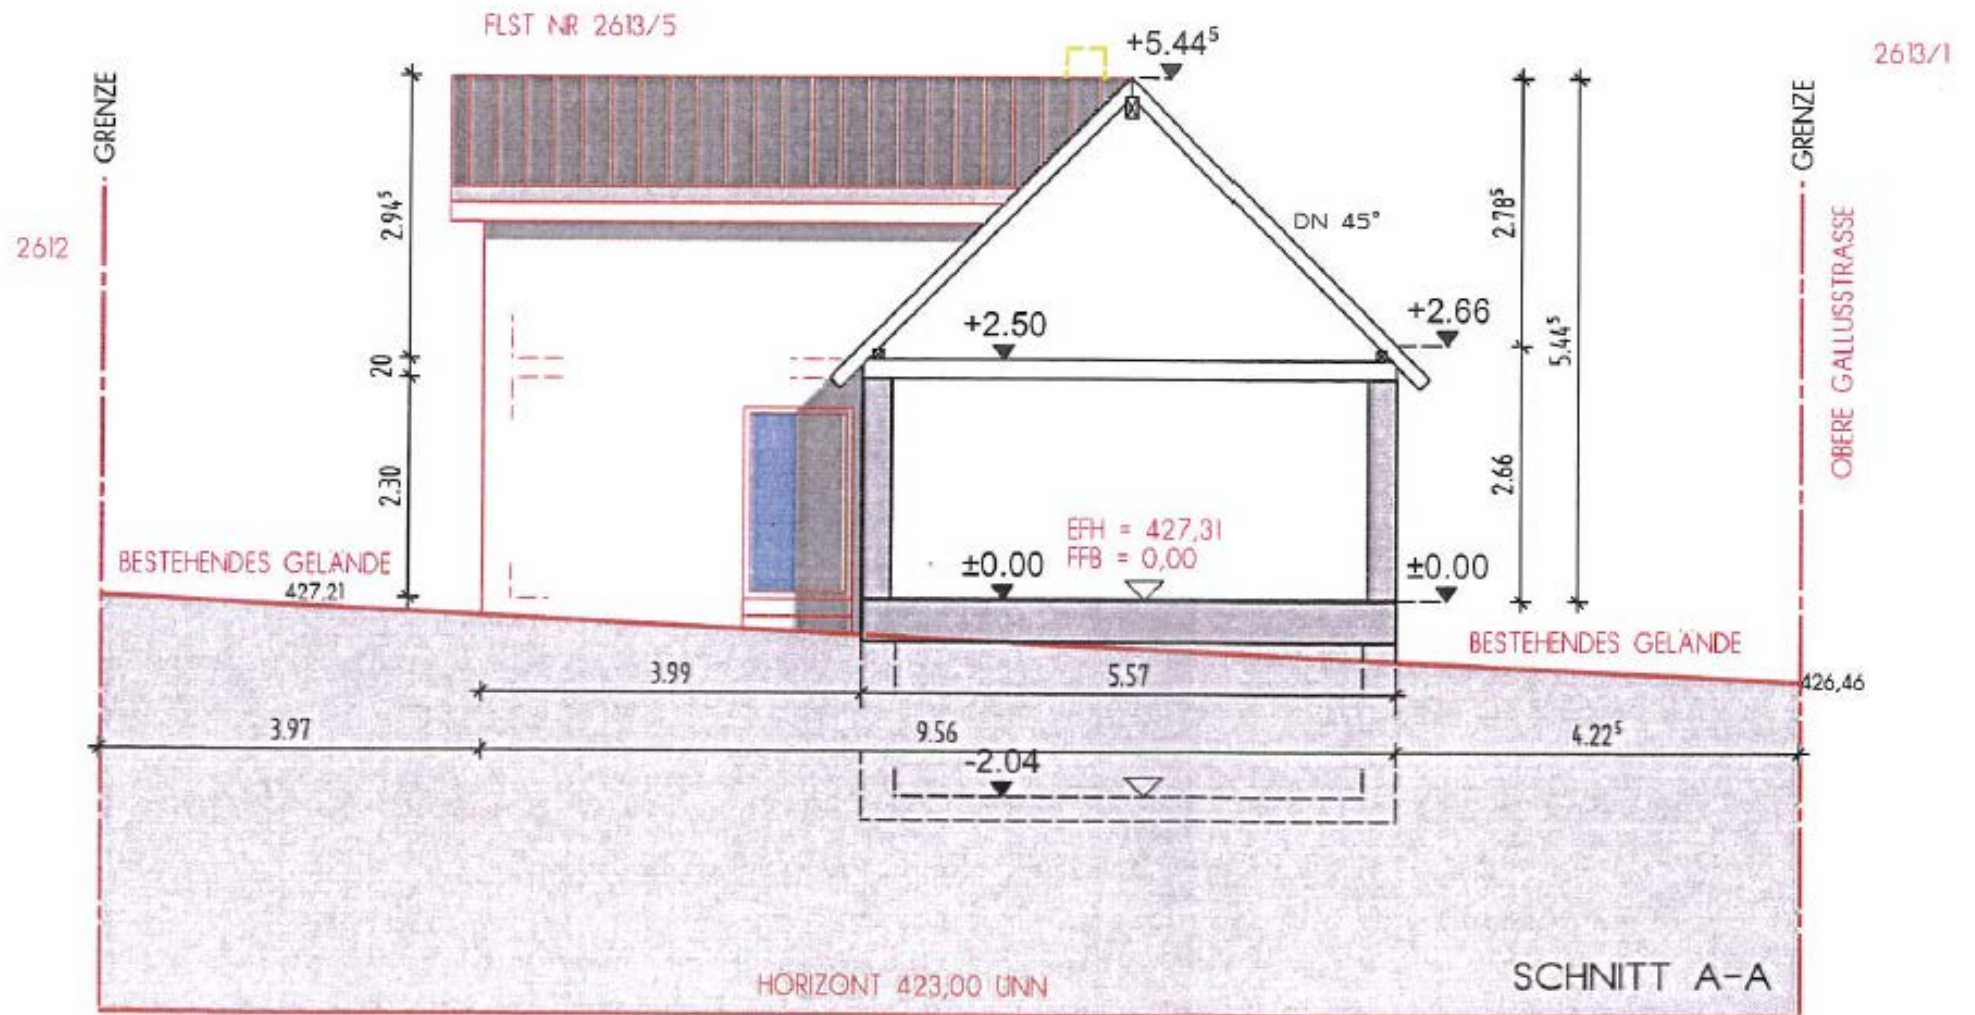 FLST NR 2613/5
+5.44⁵
2613/1
GRENZE
GRENZE
2.94⁵
2.78⁵
DN 45°
OBERE GALLUSSTRASSE
2612
+2.50
+2.66
5.44⁵
20
2.30
2.66
EFH = 427,31
FFB = 0,00
±0.00
±0.00
BESTEHENDES GELÄNDE
427,21
BESTEHENDES GELÄNDE
3.99
5.57
426,46
3.97
9.56
4.22⁵
-2.04
HORIZONT 423,00 ÜNN
SCHNITT A-A